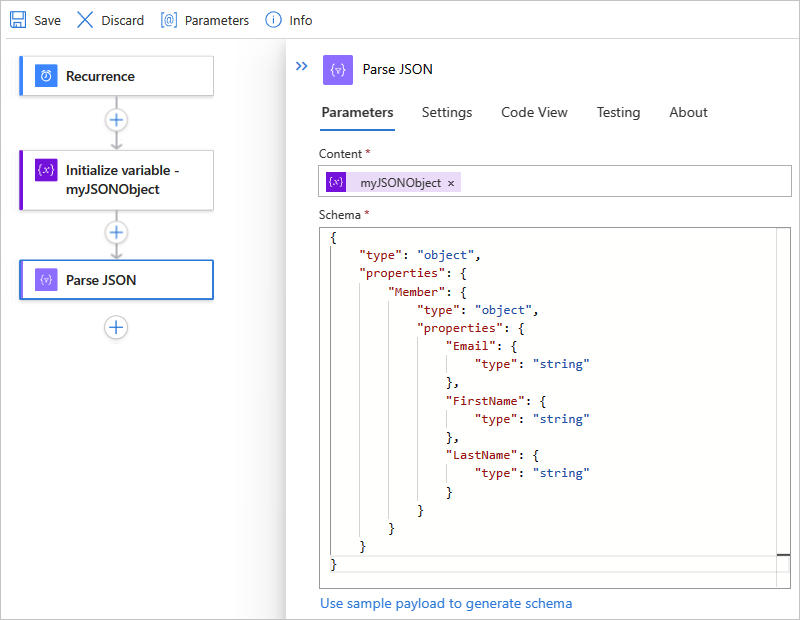 Save Discard [@] Parameters Info
Recurrence
{x} Initialize variable -
myJSONObject
Parse JSON
Parse JSON
Parameters Settings Code View Testing About
Content *
{x} myJSONObject ×
Schema *
{
    "type": "object",
    "properties": {
        "Member": {
            "type": "object",
            "properties": {
                "Email": {
                    "type": "string"
                },
                "FirstName": {
                    "type": "string"
                },
                "LastName": {
                    "type": "string"
                }
            }
        }
    }
}
Use sample payload to generate schema